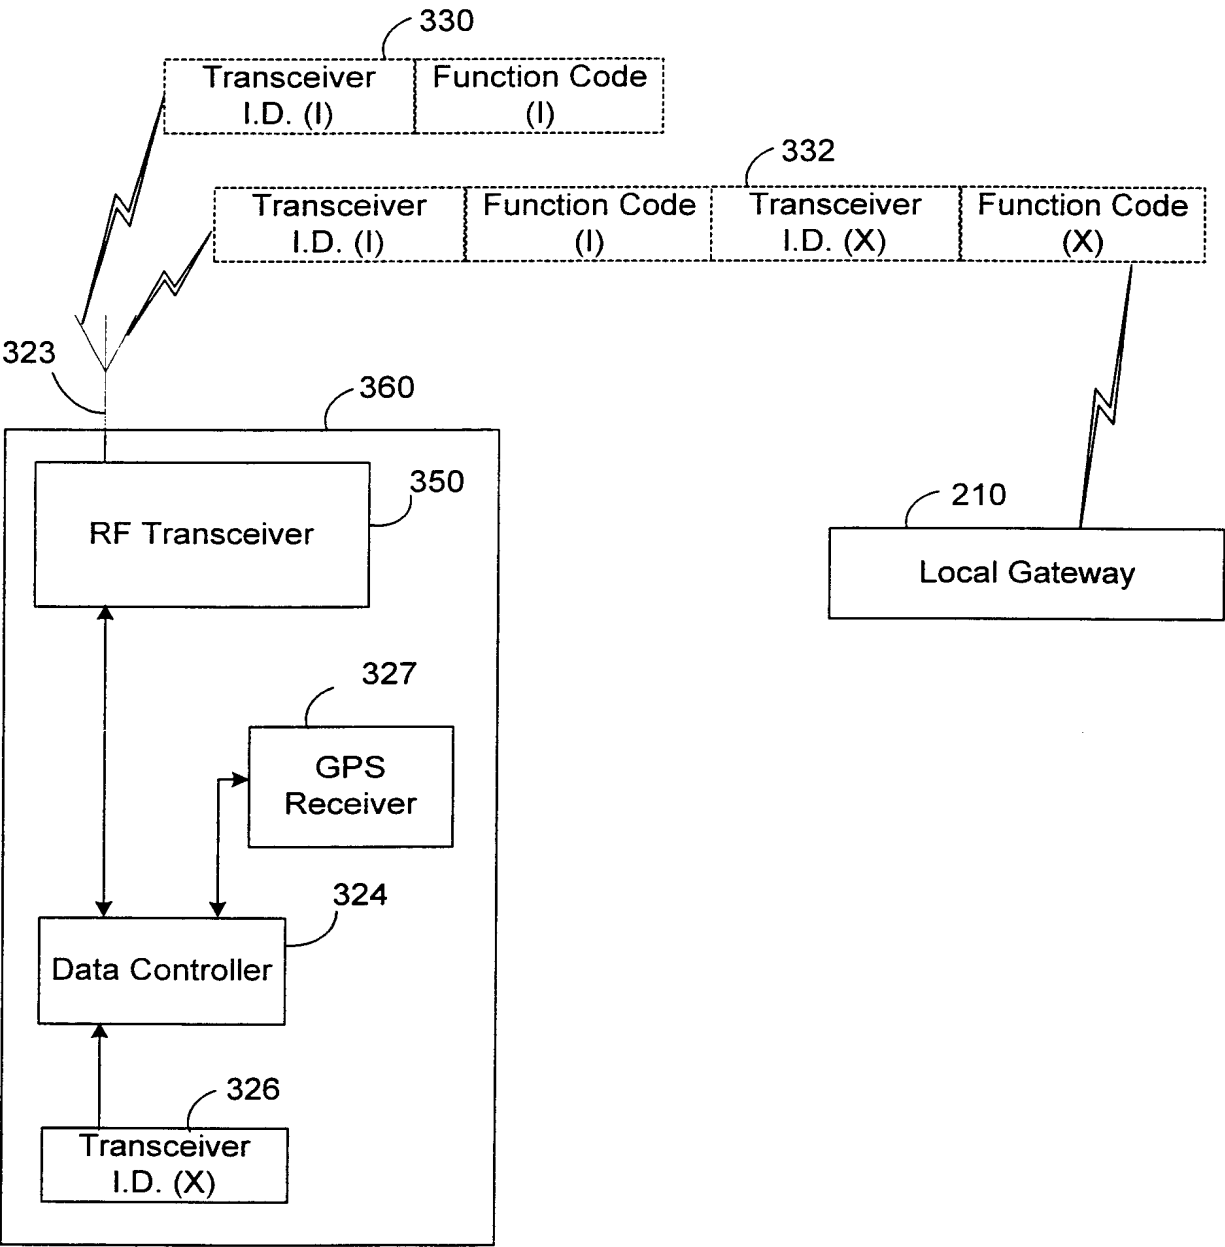 330
Transceiver I.D. (I)
Function Code (I)
332
Transceiver I.D. (I)
Function Code (I)
Transceiver I.D. (X)
Function Code (X)
323
360
350
RF Transceiver
210
Local Gateway
327
GPS
Receiver
324
Data Controller
326
Transceiver
I.D. (X)